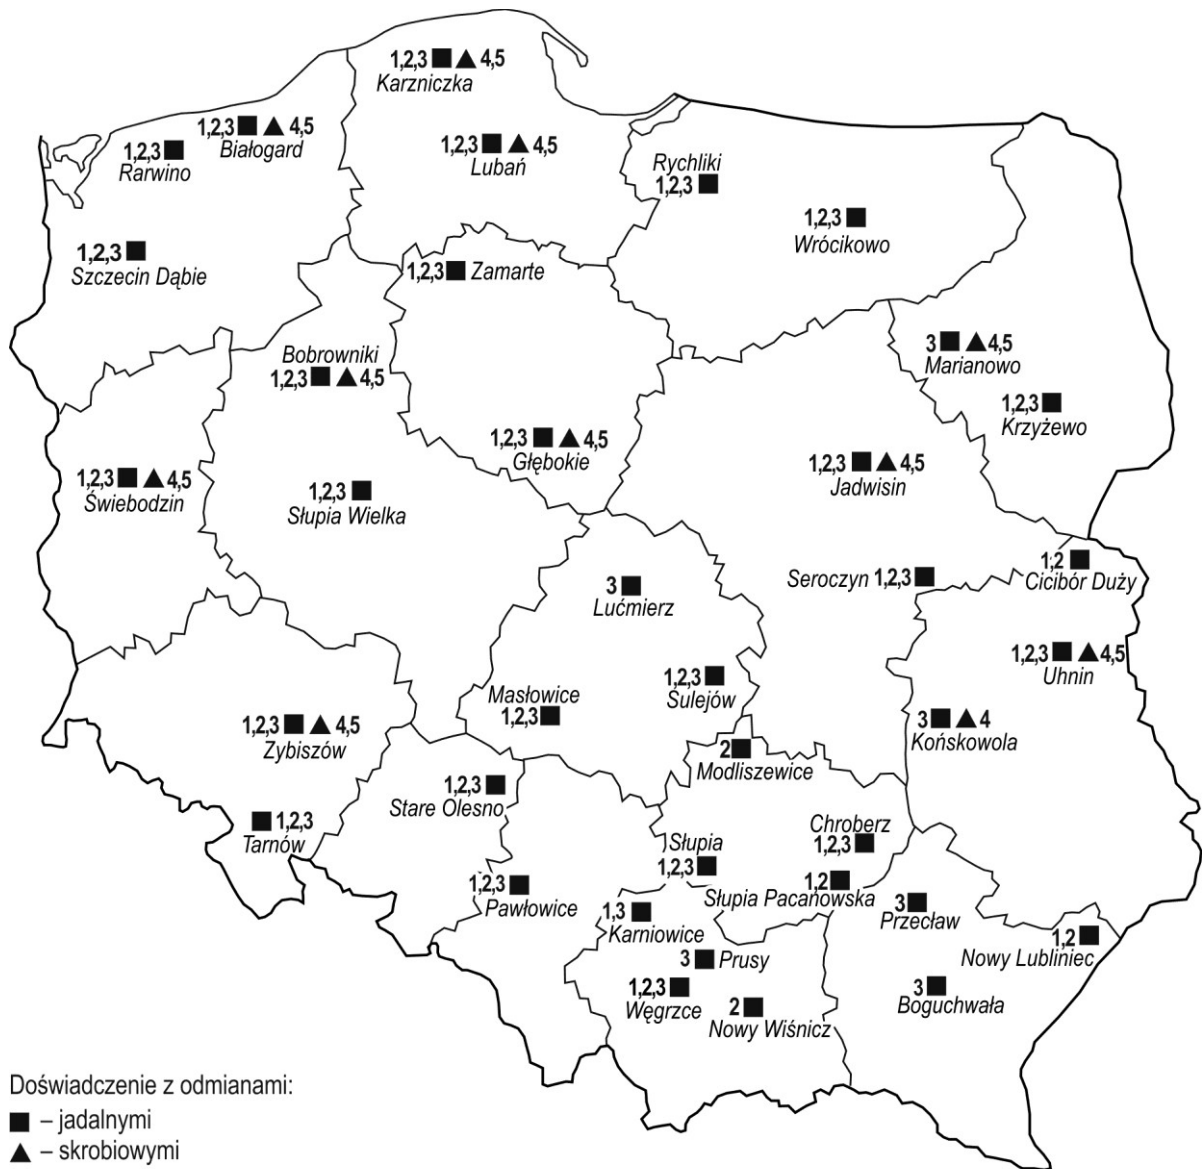 1,2,3 4,5
Karzniczka
1,2,3 4,5
Białogard
1,2,3
Rarwino
1,2,3 4,5
Lubań
Rychliki
1,2,3
1,2,3
Wrócikowo
1,2,3
Szczecin Dąbie
1,2,3 Zamarte
Bobrowniki
1,2,3 4,5
3 4,5
Marianowo
1,2,3
Krzyżewo
1,2,3 4,5
Głębokie
1,2,3 4,5
Jadwisin
1,2,3 4,5
Świebodzin
1,2,3
Słupia Wielka
1,2
Cicibór Duży
Seroczyn 1,2,3
3
Lućmierz
1,2,3 4,5
Uhnin
1,2,3
Sulejów
Masłowice
1,2,3
3 4
Końskowola
1,2,3 4,5
Zybiszów
2
Modliszewice
1,2,3
Stare Olesno
1,2,3
Tarnów
Chroberz
1,2,3
Słupia
1,2,3
1,2
Słupia Pacanowska
1,2,3
Pawłowice
3
Przecław
1,3
Karniowice
1,2
Nowy Lubliniec
3 Prusy
1,2,3
Węgrzce
3
Boguchwała
2
Nowy Wiśnicz
Doświadczenie z odmianami:
– jadalnymi
– skrobiowymi